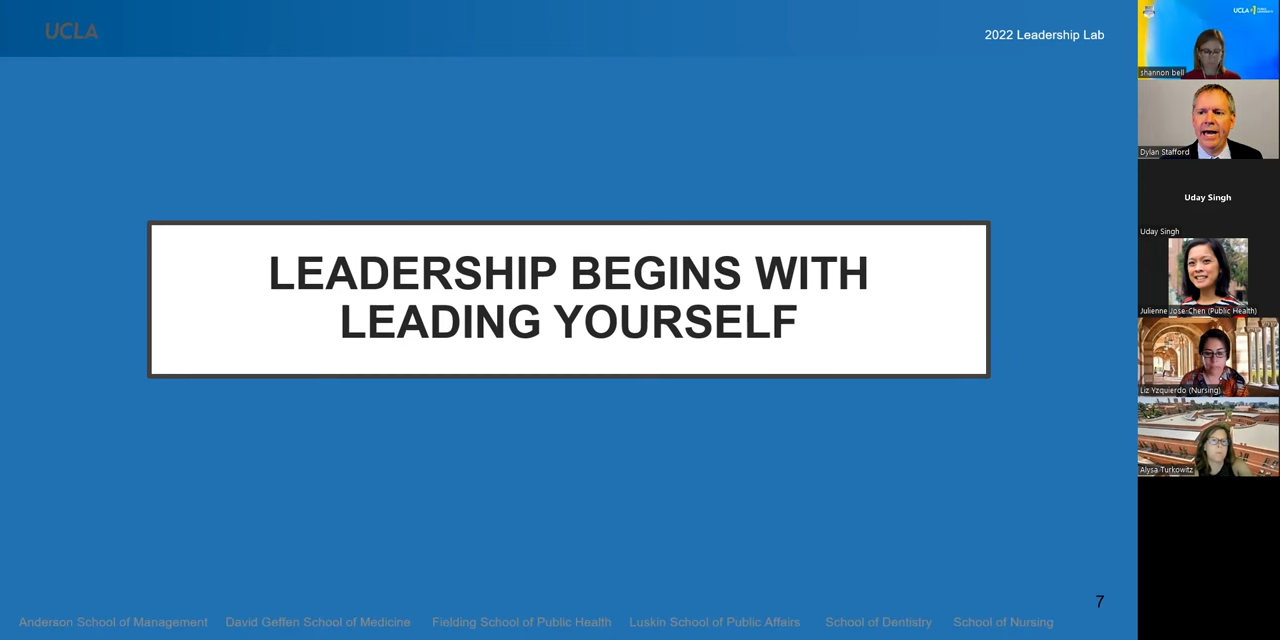 UCLA
2022 Leadership Lab
LEADERSHIP BEGINS WITH
LEADING YOURSELF
7
Anderson School of Management David Geffen School of Medicine Fielding School of Public Health Luskin School of Public Affairs School of Dentistry School of Nursing
UCLA
shannon bell
Dylan Stafford
Uday Singh
Uday Singh
Julienne Jose-Chen (Public Health)
Liz Yzquierdo (Nursing)
Alysa Turkowitz